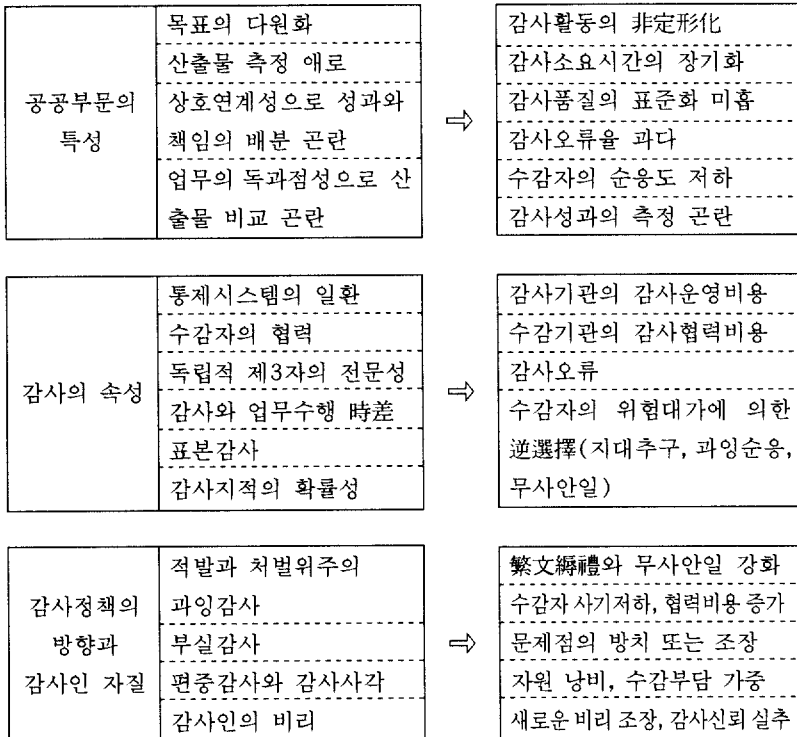 공공부문의
특성
목표의 다원화
산출물 측정 애로
상호연계성으로 성과와
책임의 배분 곤란
업무의 독과점성으로 산
출물 비교 곤란
⇨
감사활동의 非定形化
감사소요시간의 장기화
감사품질의 표준화 미흡
감사오류율 과다
수감자의 순응도 저하
감사성과의 측정 곤란
감사의 속성
통제시스템의 일환
수감자의 협력
독립적 제3자의 전문성
감사와 업무수행 時差
표본감사
감사지적의 확률성
⇨
감사기관의 감사운영비용
수감기관의 감사협력비용
감사오류
수감자의 위험대가에 의한
逆選擇(지대추구, 과잉순응,
무사안일)
감사정책의
방향과
감사인 자질
적발과 처벌위주의
과잉감사
부실감사
편중감사와 감사사각
감사인의 비리
⇨
繁文縟禮와 무사안일 강화
수감자 사기저하, 협력비용 증가
문제점의 방치 또는 조장
자원 낭비, 수감부담 가중
새로운 비리 조장, 감사신뢰 실추